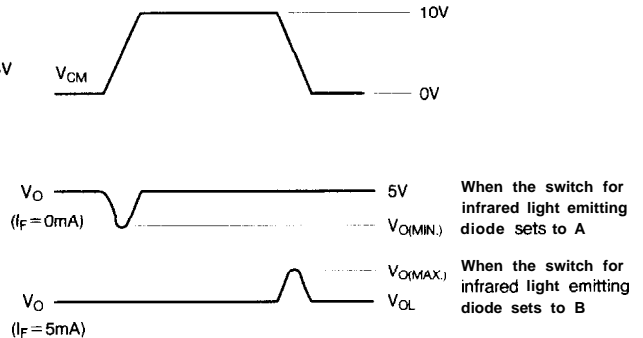 10V
V
V_CM
0V
V_O
5V
(I_F=0mA)
V_O(MIN.)
When the switch for
infrared light emitting
diode sets to A
V_O(MAX.)
V_O
V_OL
(I_F=5mA)
When the switch for
infrared light emitting
diode sets to B